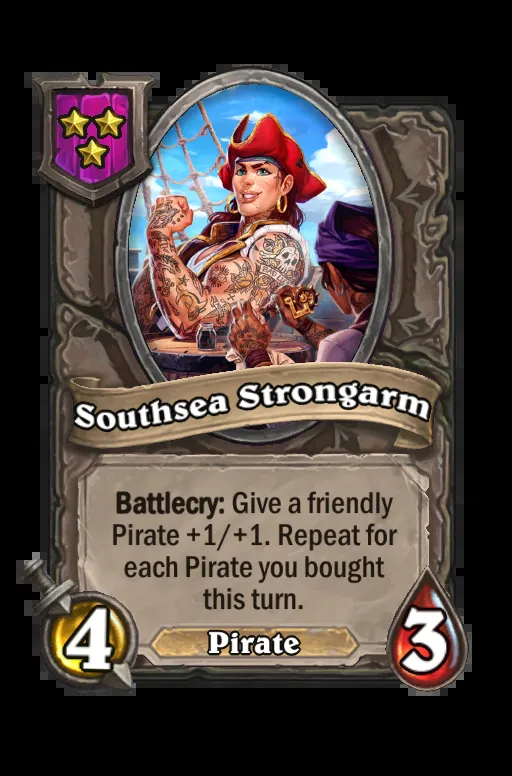 Southsea Strongarm
Battlecry: Give a friendly
Pirate +1/+1. Repeat for
each Pirate you bought
this turn.
4
Pirate
3